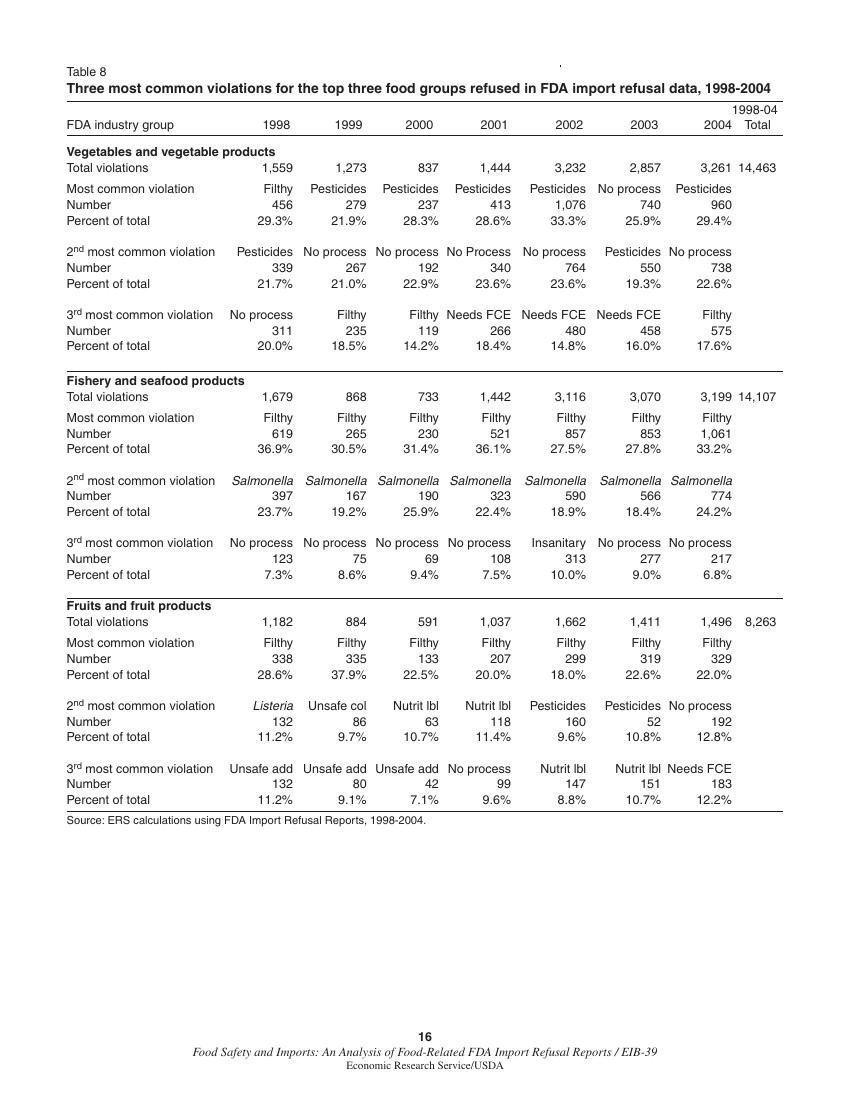 Table 8
Three most common violations for the top three food groups refused in FDA import refusal data, 1998-2004
1998-04
FDA industry group 1998 1999 2000 2001 2002 2003 2004 Total
Vegetables and vegetable products
Total violations 1,559 1,273 837 1,444 3,232 2,857 3,261 14,463
Most common violation Filthy Pesticides Pesticides Pesticides Pesticides No process Pesticides
Number 456 279 237 413 1,076 740 960
Percent of total 29.3% 21.9% 28.3% 28.6% 33.3% 25.9% 29.4%
2nd most common violation Pesticides No process No process No Process No process Pesticides No process
Number 339 267 192 340 764 550 738
Percent of total 21.7% 21.0% 22.9% 23.6% 23.6% 19.3% 22.6%
3rd most common violation No process Filthy Filthy Needs FCE Needs FCE Needs FCE Filthy
Number 311 235 119 266 480 458 575
Percent of total 20.0% 18.5% 14.2% 18.4% 14.8% 16.0% 17.6%
Fishery and seafood products
Total violations 1,679 868 733 1,442 3,116 3,070 3,199 14,107
Most common violation Filthy Filthy Filthy Filthy Filthy Filthy Filthy
Number 619 265 230 521 857 853 1,061
Percent of total 36.9% 30.5% 31.4% 36.1% 27.5% 27.8% 33.2%
2nd most common violation Salmonella Salmonella Salmonella Salmonella Salmonella Salmonella Salmonella
Number 397 167 190 323 590 566 774
Percent of total 23.7% 19.2% 25.9% 22.4% 18.9% 18.4% 24.2%
3rd most common violation No process No process No process No process Insanitary No process No process
Number 123 75 69 108 313 277 217
Percent of total 7.3% 8.6% 9.4% 7.5% 10.0% 9.0% 6.8%
Fruits and fruit products
Total violations 1,182 884 591 1,037 1,662 1,411 1,496 8,263
Most common violation Filthy Filthy Filthy Filthy Filthy Filthy Filthy
Number 338 335 133 207 299 319 329
Percent of total 28.6% 37.9% 22.5% 20.0% 18.0% 22.6% 22.0%
2nd most common violation Listeria Unsafe col Nutrit lbl Nutrit lbl Pesticides Pesticides No process
Number 132 86 63 118 160 52 192
Percent of total 11.2% 9.7% 10.7% 11.4% 9.6% 10.8% 12.8%
3rd most common violation Unsafe add Unsafe add Unsafe add No process Nutrit lbl Nutrit lbl Needs FCE
Number 132 80 42 99 147 151 183
Percent of total 11.2% 9.1% 7.1% 9.6% 8.8% 10.7% 12.2%
Source: ERS calculations using FDA Import Refusal Reports, 1998-2004.
16
Food Safety and Imports: An Analysis of Food-Related FDA Import Refusal Reports / EIB-39
Economic Research Service/USDA